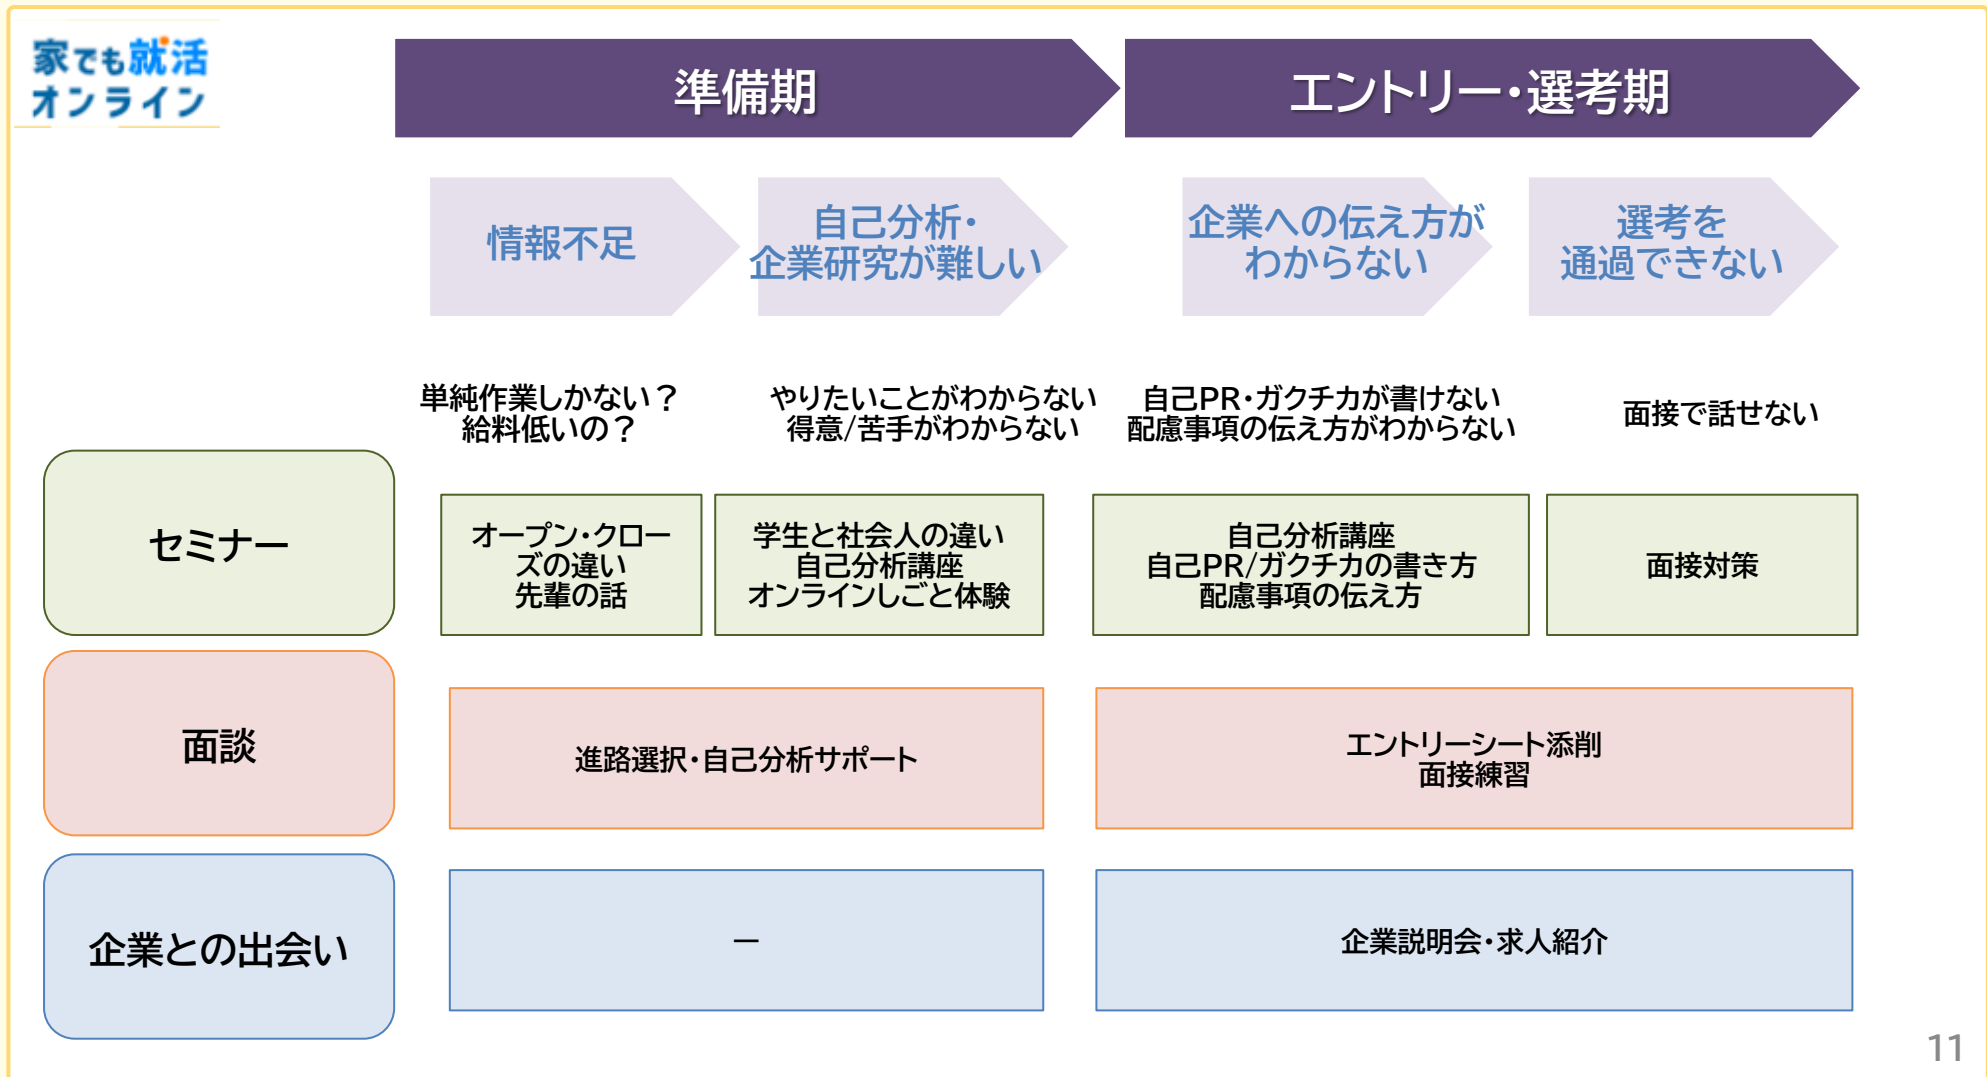 家でも就活
オンライン
準備期
エントリー・選考期
情報不足
自己分析・
企業研究が難しい
企業への伝え方が
わからない
選考を
通過できない
単純作業しかない？
給料低いの？
やりたいことがわからない
得意/苦手がわからない
自己PR・ガクチカが書けない
配慮事項の伝え方がわからない
面接で話せない
セミナー
オープン・クロー
ズの違い
先輩の話
学生と社会人の違い
自己分析講座
オンラインしごと体験
自己分析講座
自己PR/ガクチカの書き方
配慮事項の伝え方
面接対策
面談
進路選択・自己分析サポート
エントリーシート添削
面接練習
企業との出会い
－
企業説明会・求人紹介
11